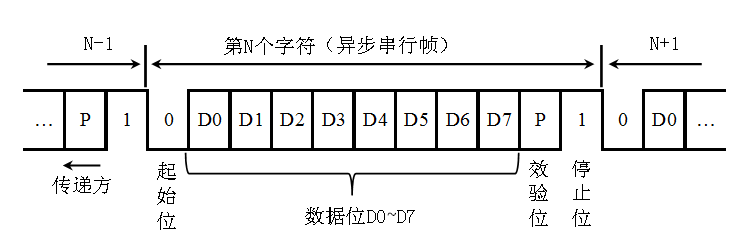 N-1 第N个字符（异步串行帧） N+1
… P 1 0 D0 D1 D2 D3 D4 D5 D6 D7 P 1 0 D0 …
传递方
起始位
数据位D0~D7
效验位
停止位